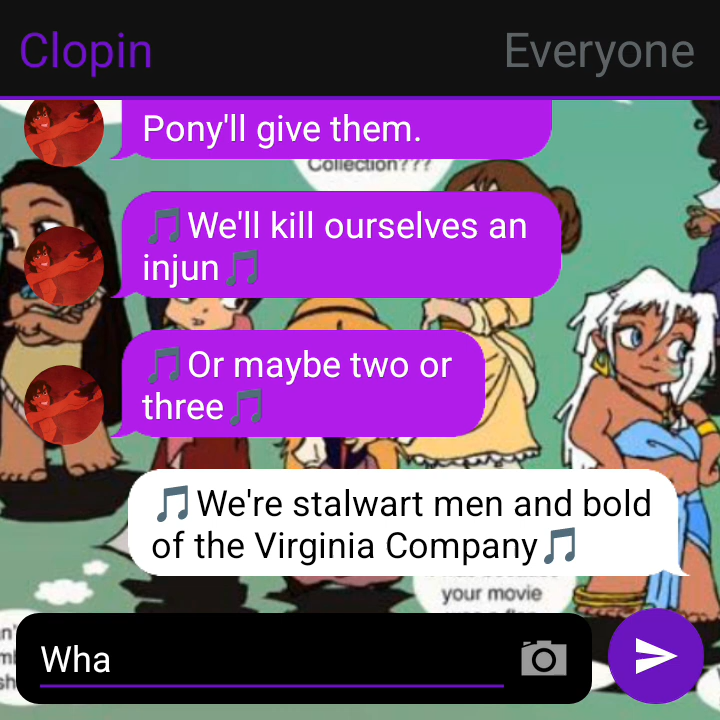 Clopin
Everyone
Pony'll give them.
Collection???
🎵We'll kill ourselves an
injun🎵
🎵Or maybe two or
three🎵
🎵We're stalwart men and bold
of the Virginia Company🎵
your movie
Wha